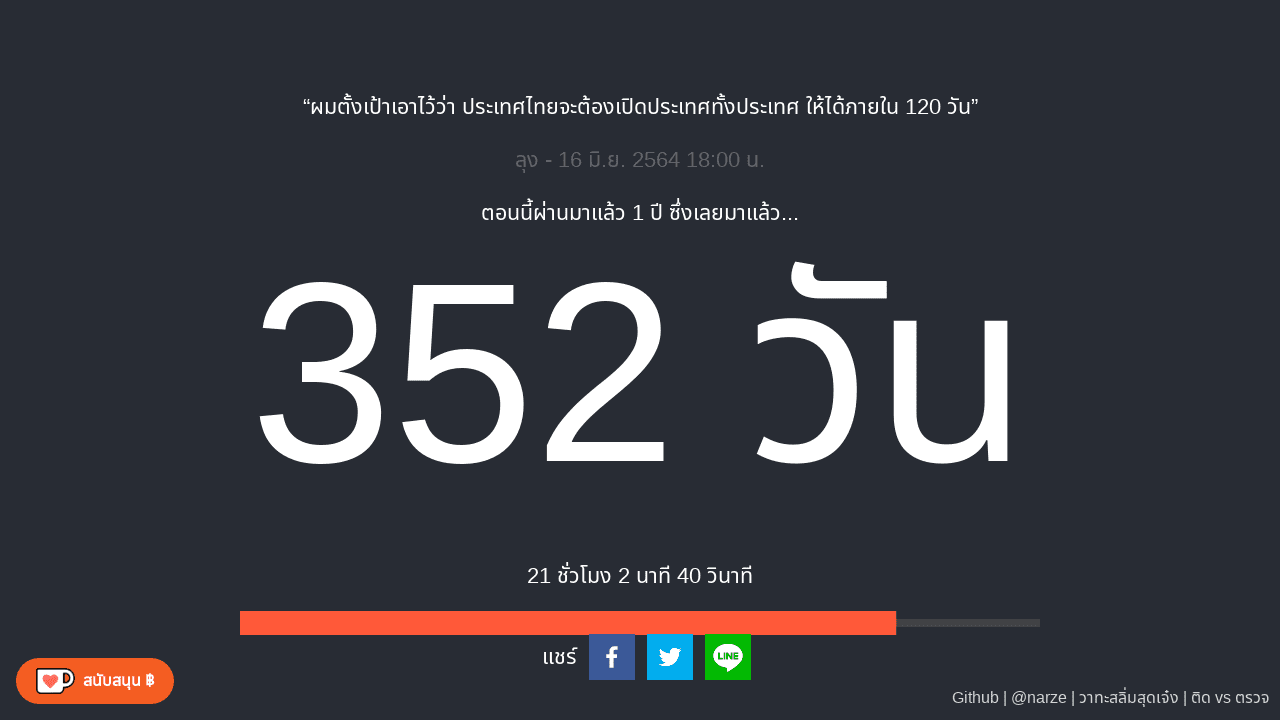 “ผมตั้งเป้าเอาไว้ว่า ประเทศไทยจะต้องเปิดประเทศทั้งประเทศ ให้ได้ภายใน 120 วัน”
ลุง - 16 มิ.ย. 2564 18:00 น.
ตอนนี้ผ่านมาแล้ว 1 ปี ซึ่งเลยมาแล้ว...
352 วัน
21 ชั่วโมง 2 นาที 40 วินาที
แชร์
LINE
สนับสนุน ฿
Github | @narze | วาทะสลิ่มสุดเจ๋ง | ติด vs ตรวจ